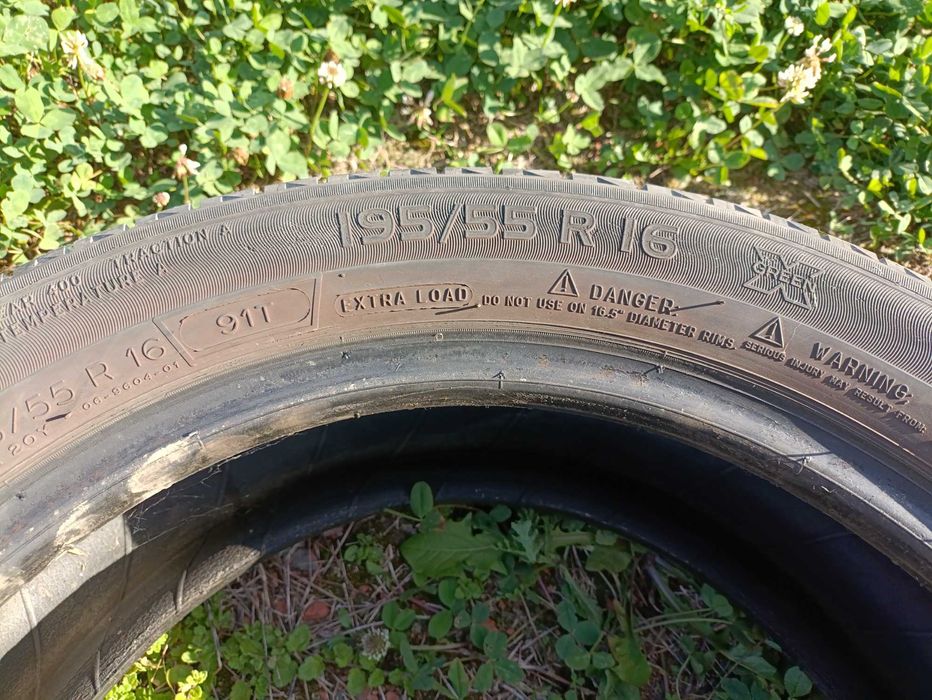 195/55 R 16
GREEN X
TRACTION A
TEMPERATURE A
/55 R 16
91T
EXTRA LOAD
DANGER:
DO NOT USE ON 16.5" DIAMETER RIMS
WARNING:
SERIOUS INJURY MAY RESULT FROM: